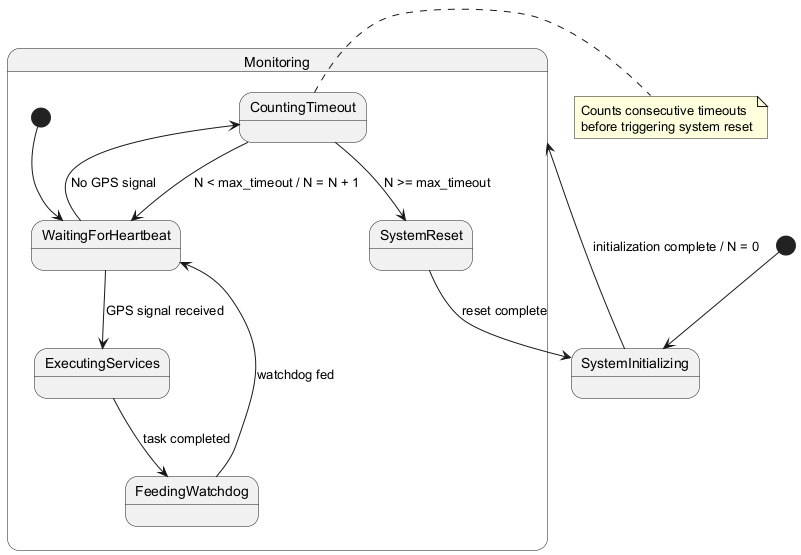 Monitoring
CountingTimeout
Counts consecutive timeouts
before triggering system reset
No GPS signal
N < max_timeout / N = N + 1
N >= max_timeout
WaitingForHeartbeat
SystemReset
initialization complete / N = 0
GPS signal received
reset complete
ExecutingServices
SystemInitializing
watchdog fed
task completed
FeedingWatchdog